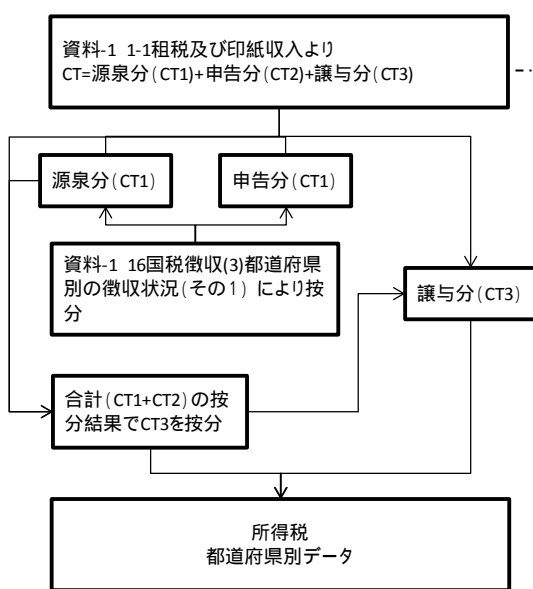 資料-1 1-1租税及び印紙収入より
CT=源泉分(CT1)+申告分(CT2)+譲与分(CT3)
源泉分(CT1)
申告分(CT1)
資料-1 16国税徴収(3)都道府県
別の徴収状況(その1) により按
分
譲与分(CT3)
合計(CT1+CT2)の按
分結果でCT3を按分
所得税
都道府県別データ